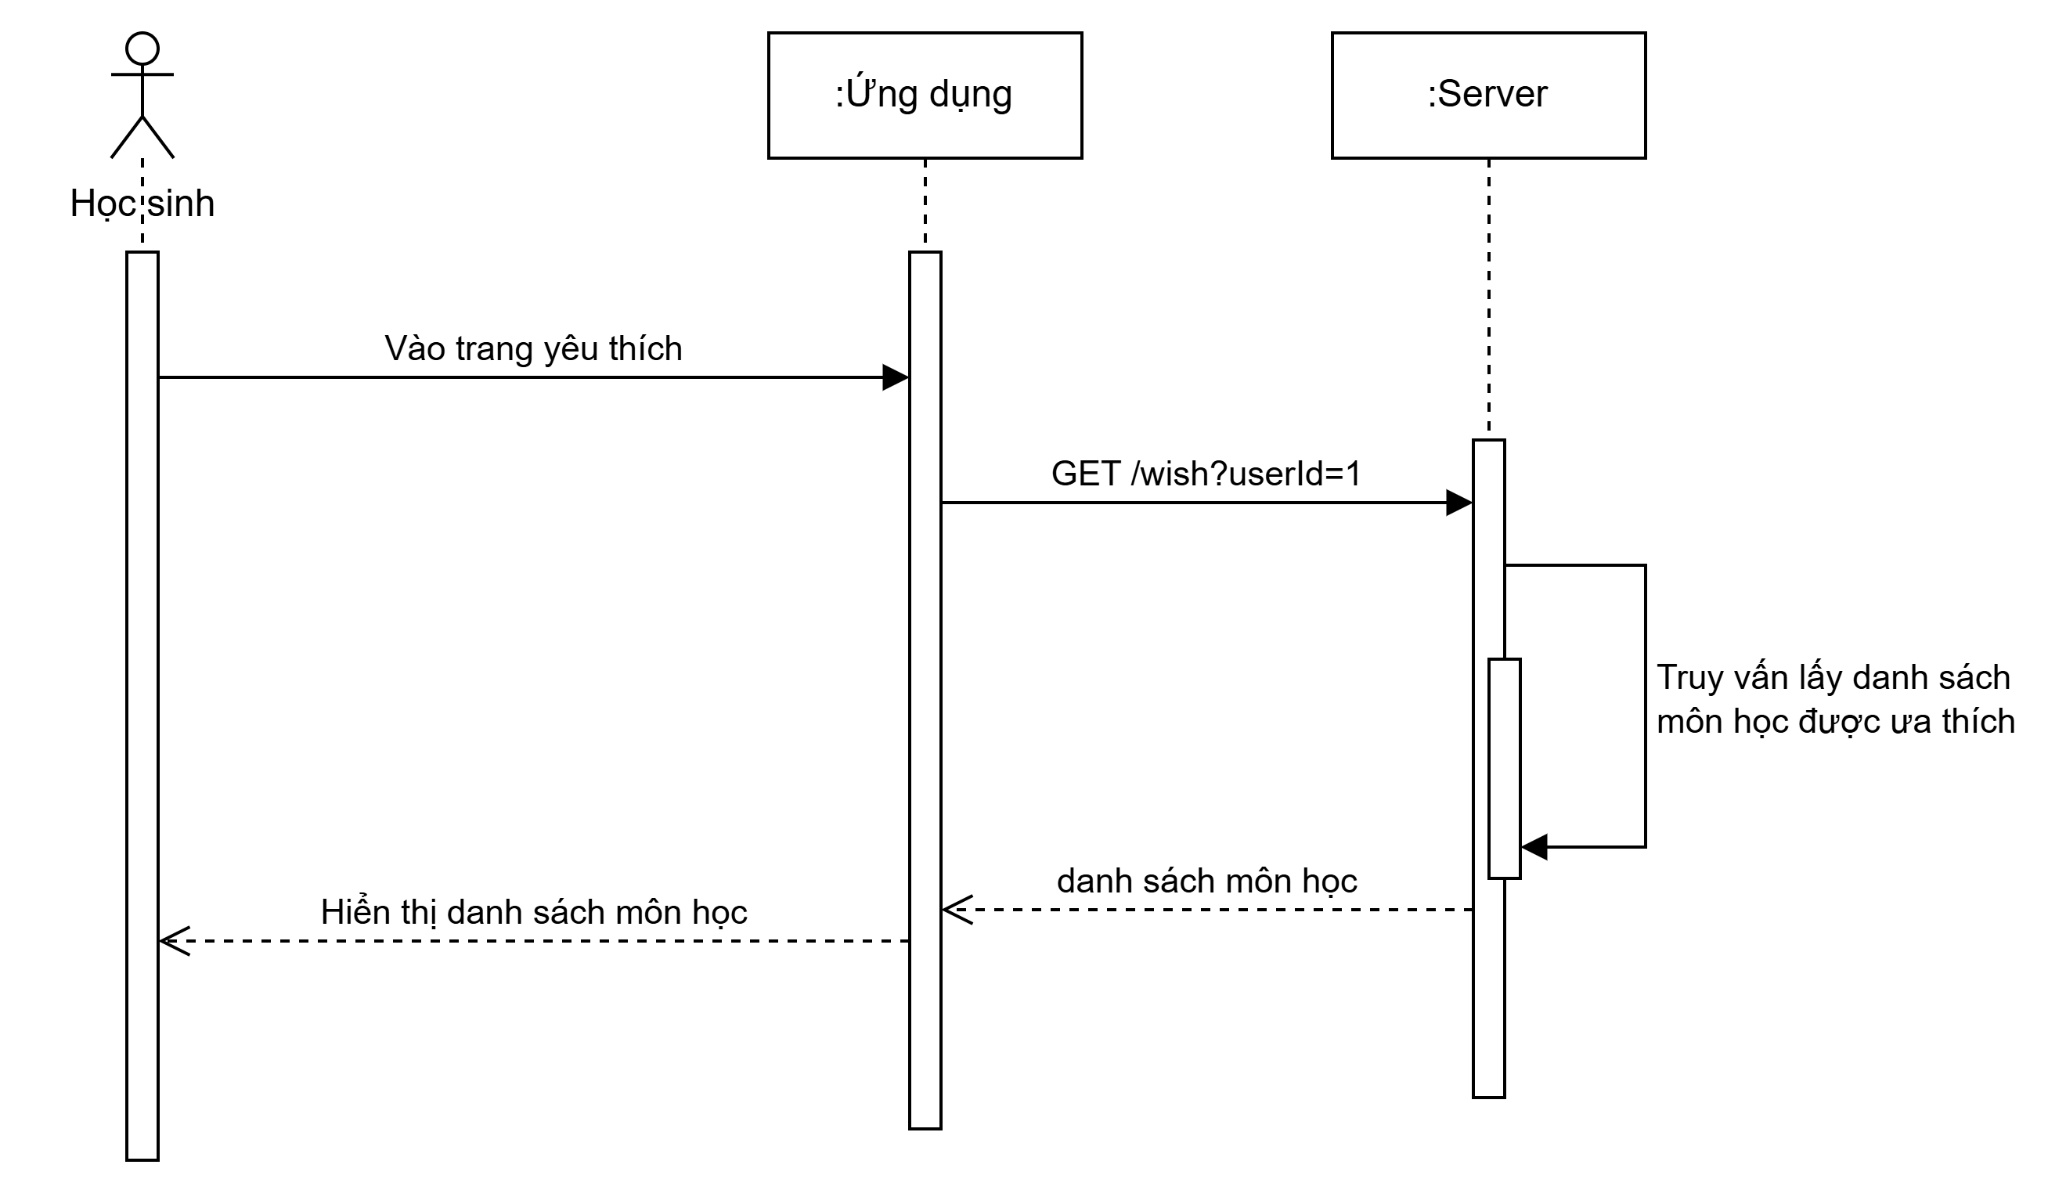 :Ứng dụng
:Server
Học sinh
Vào trang yêu thích
GET /wish?userId=1
Truy vấn lấy danh sách
môn học được ưa thích
danh sách môn học
Hiển thị danh sách môn học